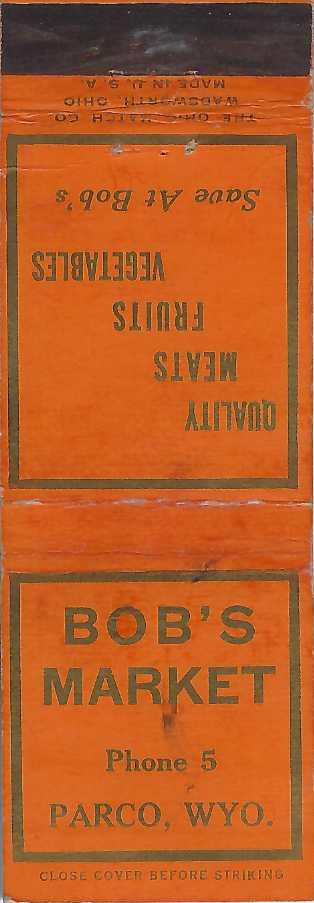 BOB'S
MARKET
Phone 5
PARCO, WYO.
CLOSE COVER BEFORE STRIKING
QUALITY
MEATS
FRUITS
VEGETABLES
Save At Bob's
THE OHIO MATCH CO.
WADSWORTH, OHIO
MADE IN U. S. A.